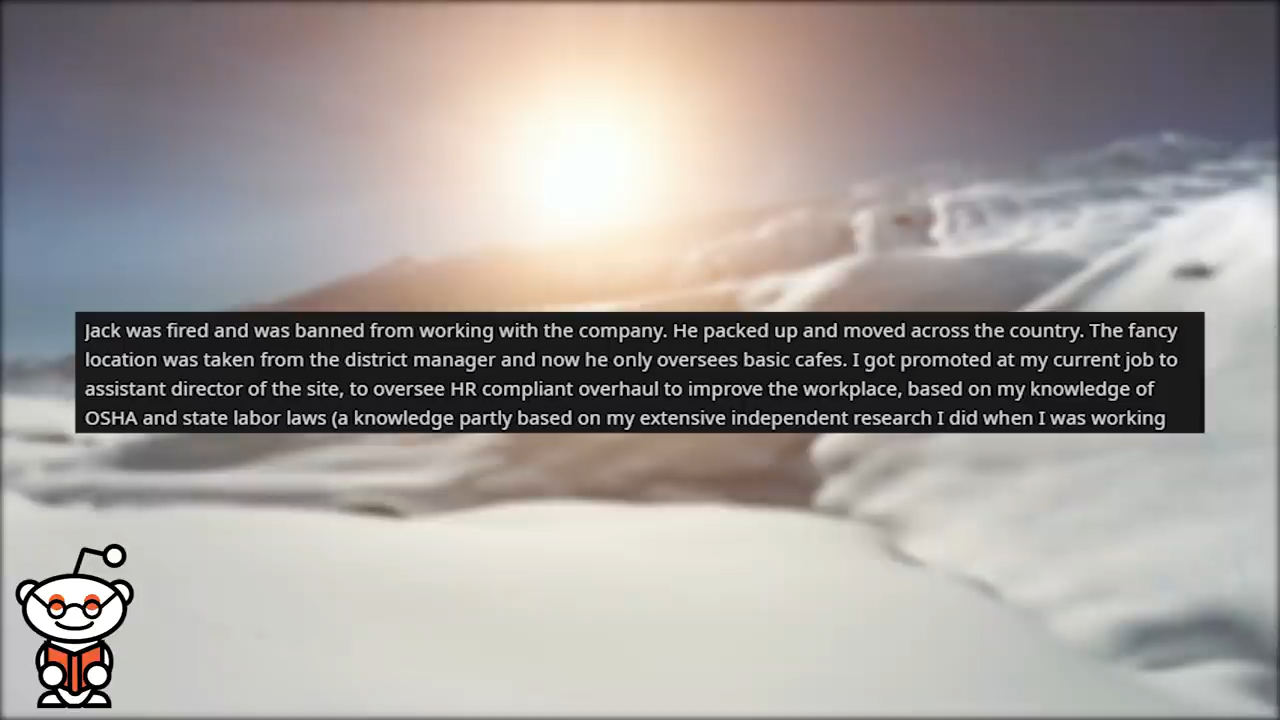 Jack was fired and was banned from working with the company. He packed up and moved across the country. The fancy
location was taken from the district manager and now he only oversees basic cafes. I got promoted at my current job to
assistant director of the site, to oversee HR compliant overhaul to improve the workplace, based on my knowledge of
OSHA and state labor laws (a knowledge partly based on my extensive independent research I did when I was working